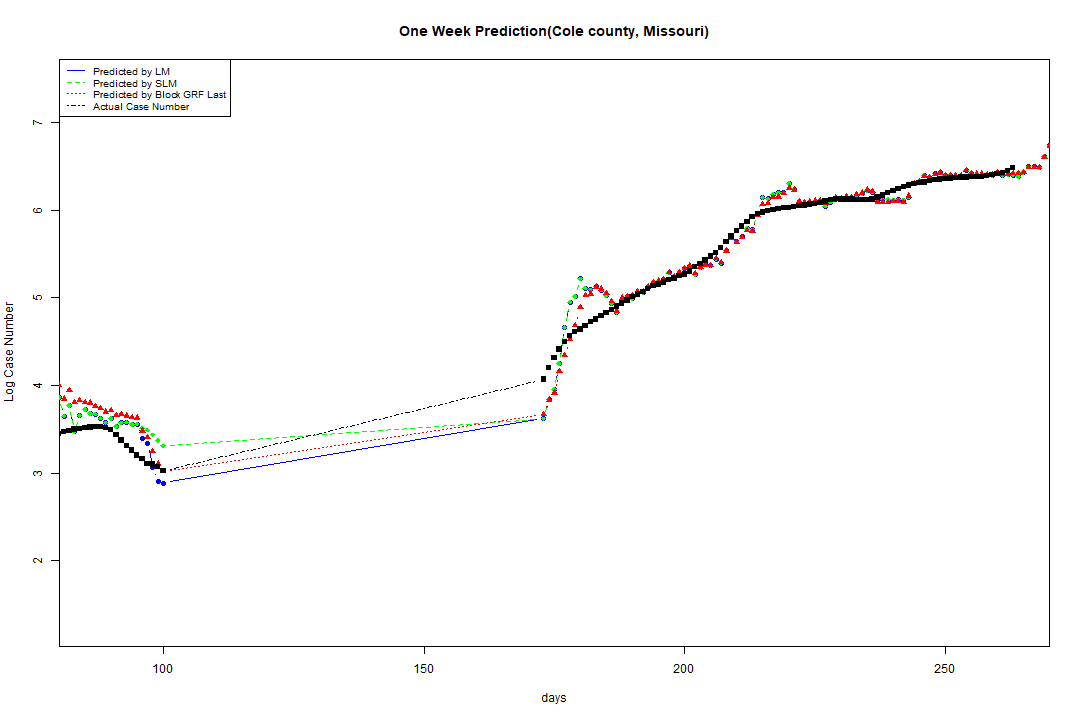 One Week Prediction(Cole county, Missouri)
Predicted by LM
Predicted by SLM
Predicted by Block GRF Last
Actual Case Number
7
6
5
4
3
2
Log Case Number
100 150 200 250
days